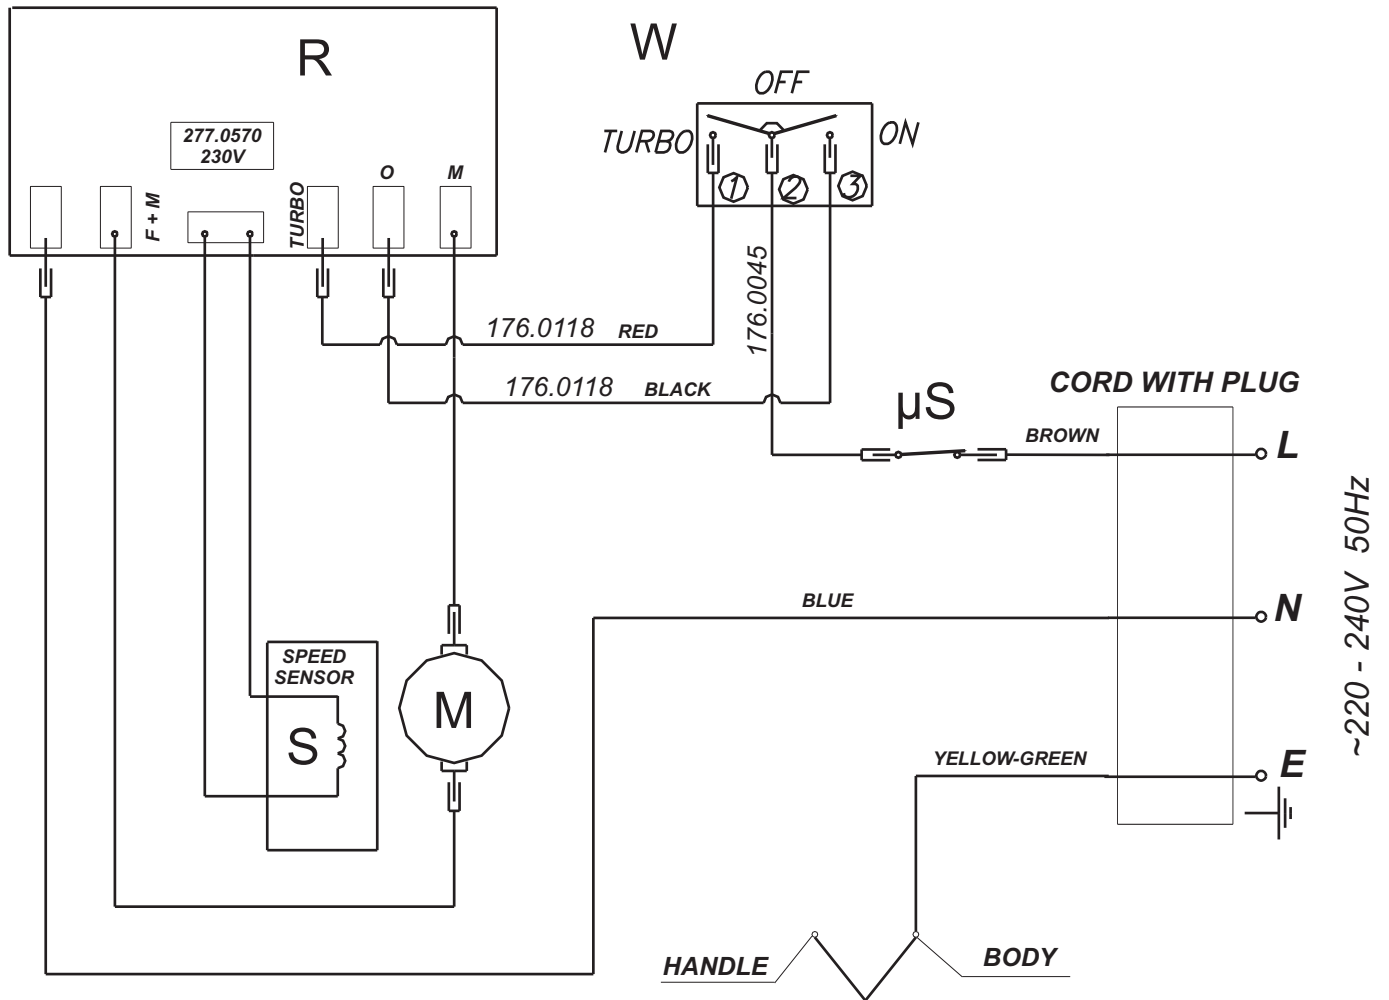 R
W
OFF
TURBO
ON
277.0570
230V
F + M
TURBO
O
M
1
2
3
176.0118 RED
176.0045
176.0118 BLACK
µS
CORD WITH PLUG
BROWN
L
BLUE
N
~220 - 240V 50Hz
SPEED
SENSOR
S
M
YELLOW-GREEN
E
HANDLE
BODY